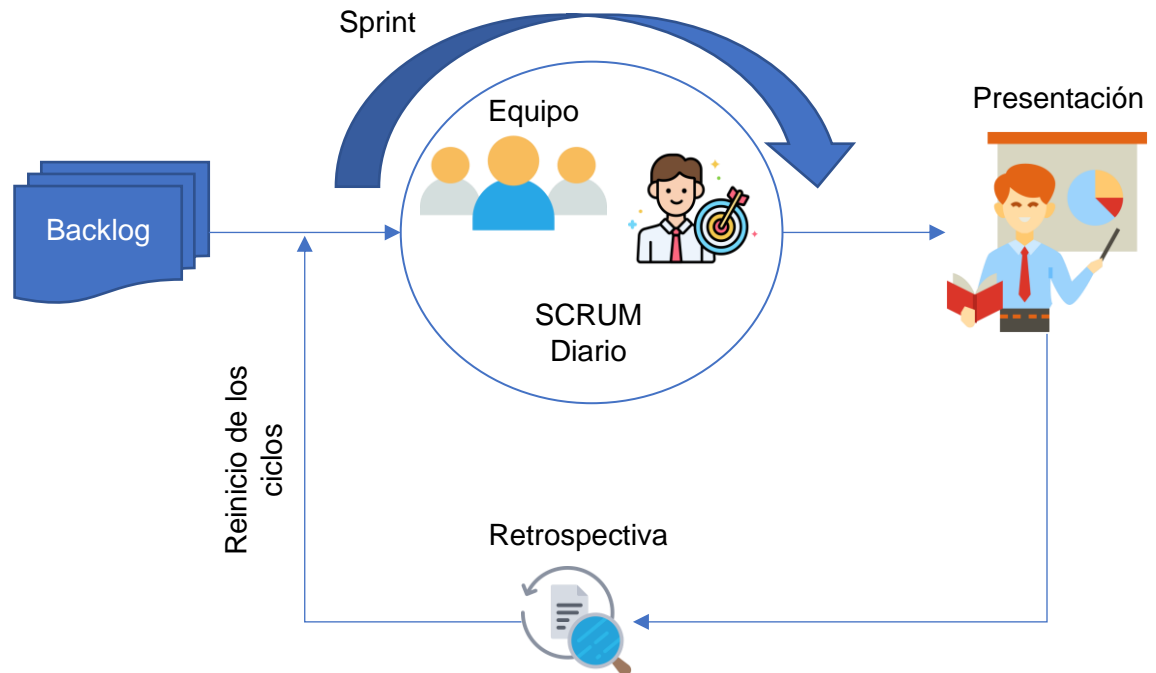 Sprint
Presentación
Equipo
Backlog
SCRUM
Diario
Reinicio de los
ciclos
Retrospectiva